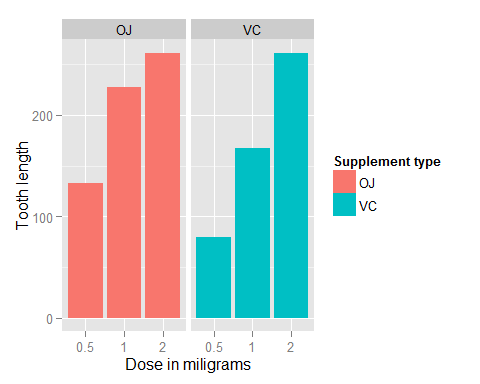 OJ VC
Tooth length
200
100
0
0.5 1 2 0.5 1 2
Dose in miligrams
Supplement type
OJ
VC